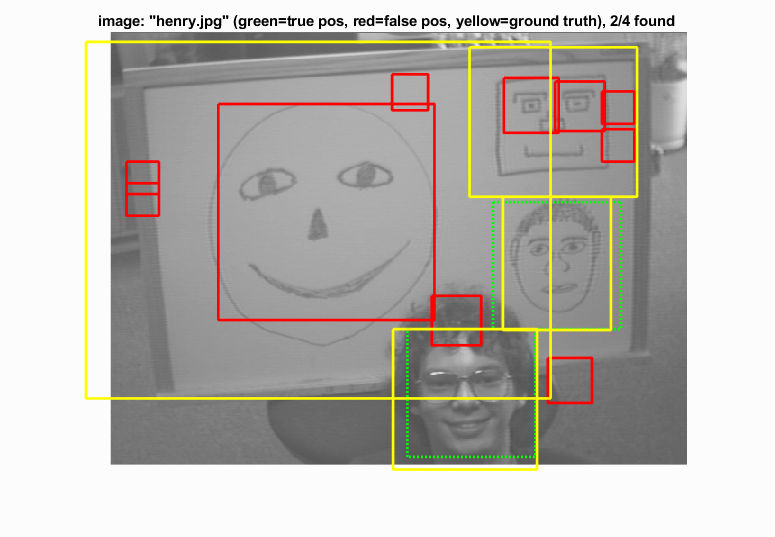 image: "henry.jpg" (green=true pos, red=false pos, yellow=ground truth), 2/4 found